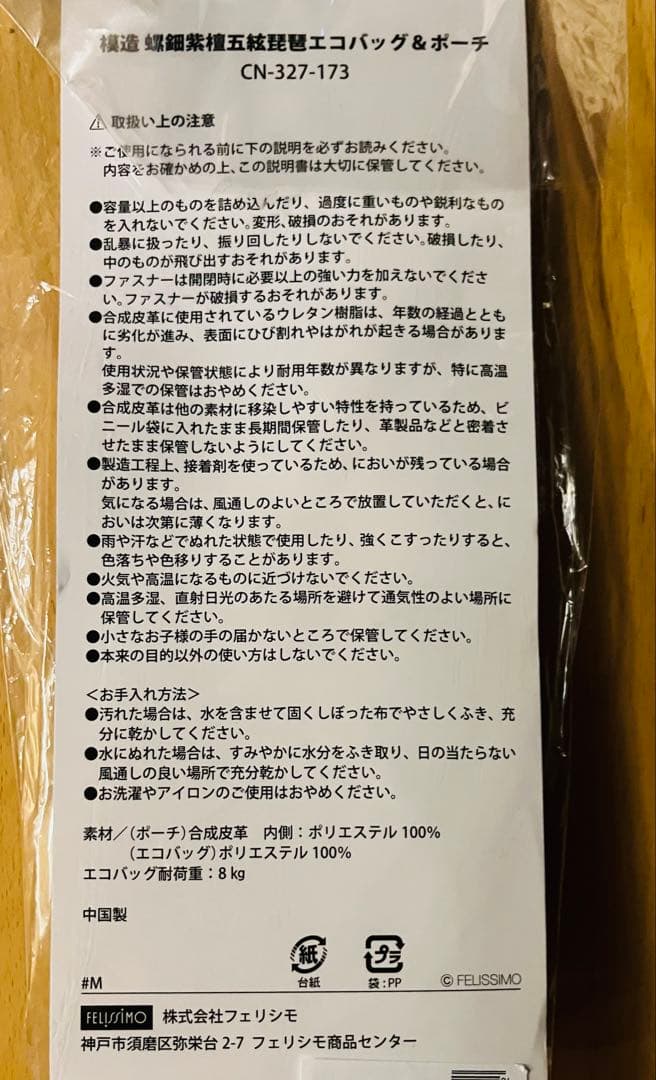 模造 螺鈿紫檀五絃琵琶エコバッグ＆ポーチ
CN-327-173
取扱い上の注意
※ご使用になられる前に下の説明を必ずお読みください。
内容をお確かめの上、この説明書は大切に保管してください。
●容量以上のものを詰め込んだり、過度に重いものや鋭利なもの
を入れないでください。変形、破損のおそれがあります。
●乱暴に扱ったり、振り回したりしないでください。破損したり、
中のものが飛び出すおそれがあります。
●ファスナーは開閉時に必要以上の強い力を加えないでくださ
い。ファスナーが破損するおそれがあります。
●合成皮革に使用されているウレタン樹脂は、年数の経過ととも
に劣化が進み、表面にひび割れやはがれが起きる場合がありま
す。
使用状況や保管状態により耐用年数が異なりますが、特に高温
多湿での保管はおやめください。
●合成皮革は他の素材に移染しやすい特性を持っているため、ビ
ニール袋に入れたまま長期間保管したり、革製品などと密着さ
せたまま保管しないようにしてください。
●製造工程上、接着剤を使っているため、においが残っている場合
があります。
気になる場合は、風通しのよいところで放置していただくと、に
おいは次第に薄くなります。
●雨や汗などでぬれた状態で使用したり、強くこすったりすると、
色落ちや色移りすることがあります。
●火気や高温になるものに近づけないでください。
●高温多湿、直射日光のあたる場所を避けて通気性のよい場所に
保管してください。
●小さなお子様の手の届かないところで保管してください。
●本来の目的以外の使い方はしないでください。
＜お手入れ方法＞
●汚れた場合は、水を含ませて固くしぼった布でやさしくふき、充
分に乾かしてください。
●水にぬれた場合は、すみやかに水分をふき取り、日の当たらない
風通しの良い場所で充分乾かしてください。
●お洗濯やアイロンのご使用はおやめください。
素材／（ポーチ）合成皮革　内側：ポリエステル 100%
（エコバッグ）ポリエステル 100%
エコバッグ耐荷重：8 kg
中国製
紙 プラ
#M 台紙 袋：PP © FELISSIMO
FELISSIMO 株式会社フェリシモ
神戸市須磨区弥栄台 2-7 フェリシモ商品センター